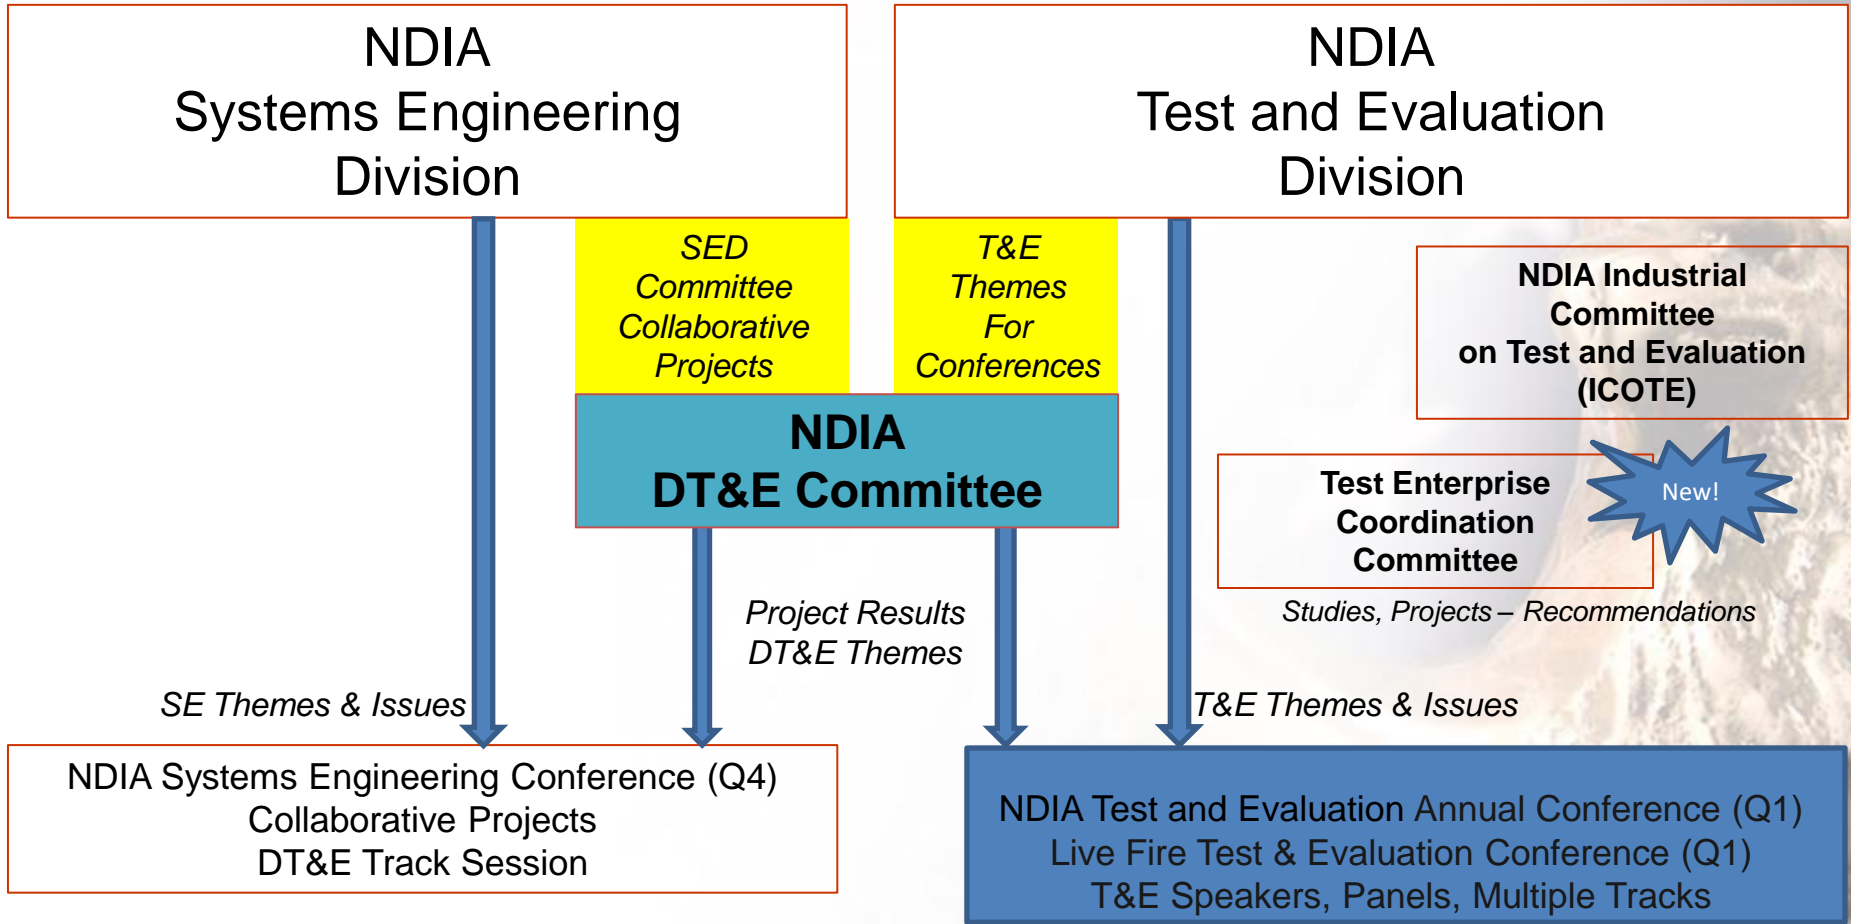 NDIA
Systems Engineering
Division
NDIA
Test and Evaluation
Division
SED
Committee
Collaborative
Projects
T&E
Themes
For
Conferences
NDIA Industrial
Committee
on Test and Evaluation
(ICOTE)
NDIA
DT&E Committee
Test Enterprise
Coordination
Committee
New!
Studies, Projects – Recommendations
Project Results
DT&E Themes
SE Themes & Issues
T&E Themes & Issues
NDIA Systems Engineering Conference (Q4)
Collaborative Projects
DT&E Track Session
NDIA Test and Evaluation Annual Conference (Q1)
Live Fire Test & Evaluation Conference (Q1)
T&E Speakers, Panels, Multiple Tracks